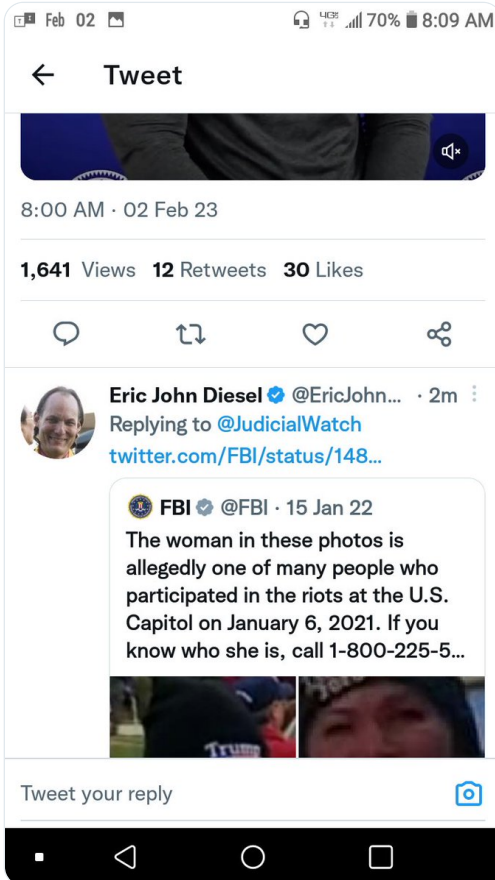 Feb 02 4GE 70% 8:09 AM
Tweet
8:00 AM · 02 Feb 23
1,641 Views 12 Retweets 30 Likes
Eric John Diesel @EricJohn... · 2m
Replying to @JudicialWatch
twitter.com/FBI/status/148...
FBI @FBI · 15 Jan 22
The woman in these photos is
allegedly one of many people who
participated in the riots at the U.S.
Capitol on January 6, 2021. If you
know who she is, call 1-800-225-5...
Trump
Tweet your reply